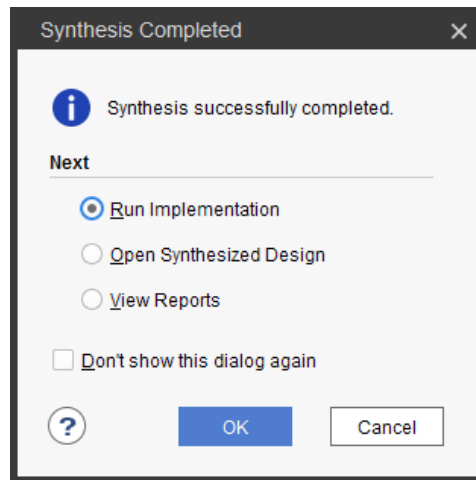 Synthesis Completed
Synthesis successfully completed.
Next
Run Implementation
Open Synthesized Design
View Reports
Don't show this dialog again
? OK Cancel